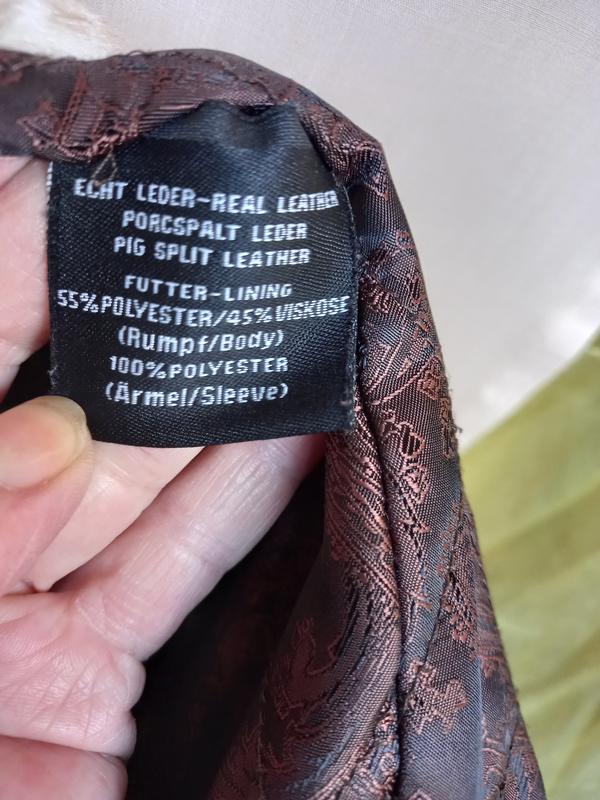 ECHT LEDER-REAL LEATHER
PORCSPALT LEDER
PIG SPLIT LEATHER
FUTTER-LINING
55%POLYESTER/45%VISKOSE
(Rumpf/Body)
100%POLYESTER
(Ärmel/Sleeve)